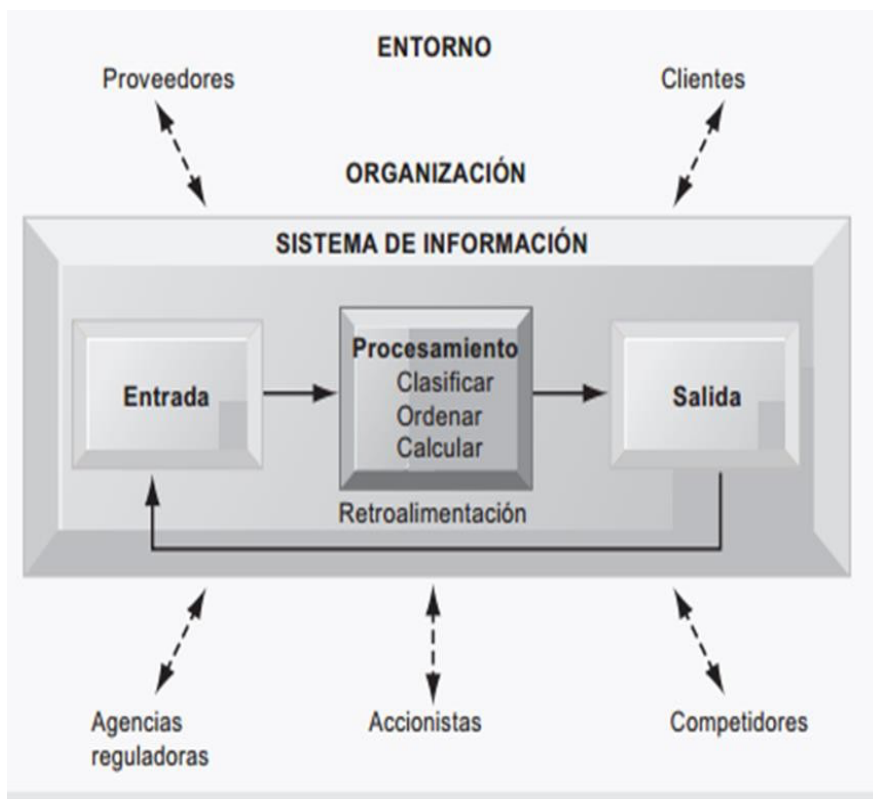 ENTORNO
Proveedores
Clientes
ORGANIZACIÓN
SISTEMA DE INFORMACIÓN
Entrada
Procesamiento
Clasificar
Ordenar
Calcular
Salida
Retroalimentación
Agencias
reguladoras
Accionistas
Competidores